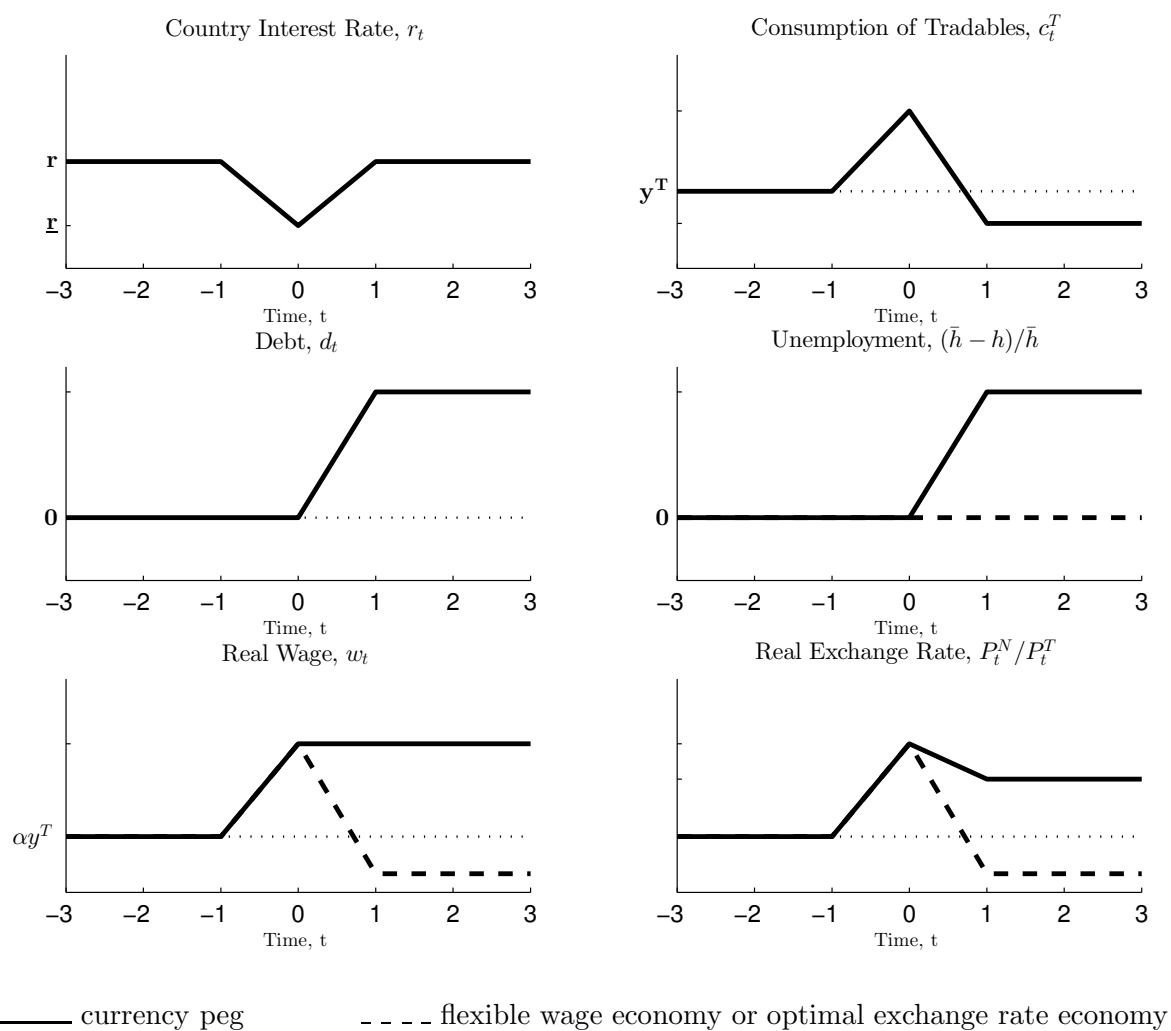 Country Interest Rate, r_t
r
r
−3 −2 −1 0 1 2 3
Time, t
Consumption of Tradables, c_t^T
y^T
−3 −2 −1 0 1 2 3
Time, t
Debt, d_t
0
−3 −2 −1 0 1 2 3
Time, t
Unemployment, (h̄ − h)/h̄
0
−3 −2 −1 0 1 2 3
Time, t
Real Wage, w_t
αy^T
−3 −2 −1 0 1 2 3
Time, t
Real Exchange Rate, P_t^N/P_t^T
−3 −2 −1 0 1 2 3
Time, t
currency peg
flexible wage economy or optimal exchange rate economy